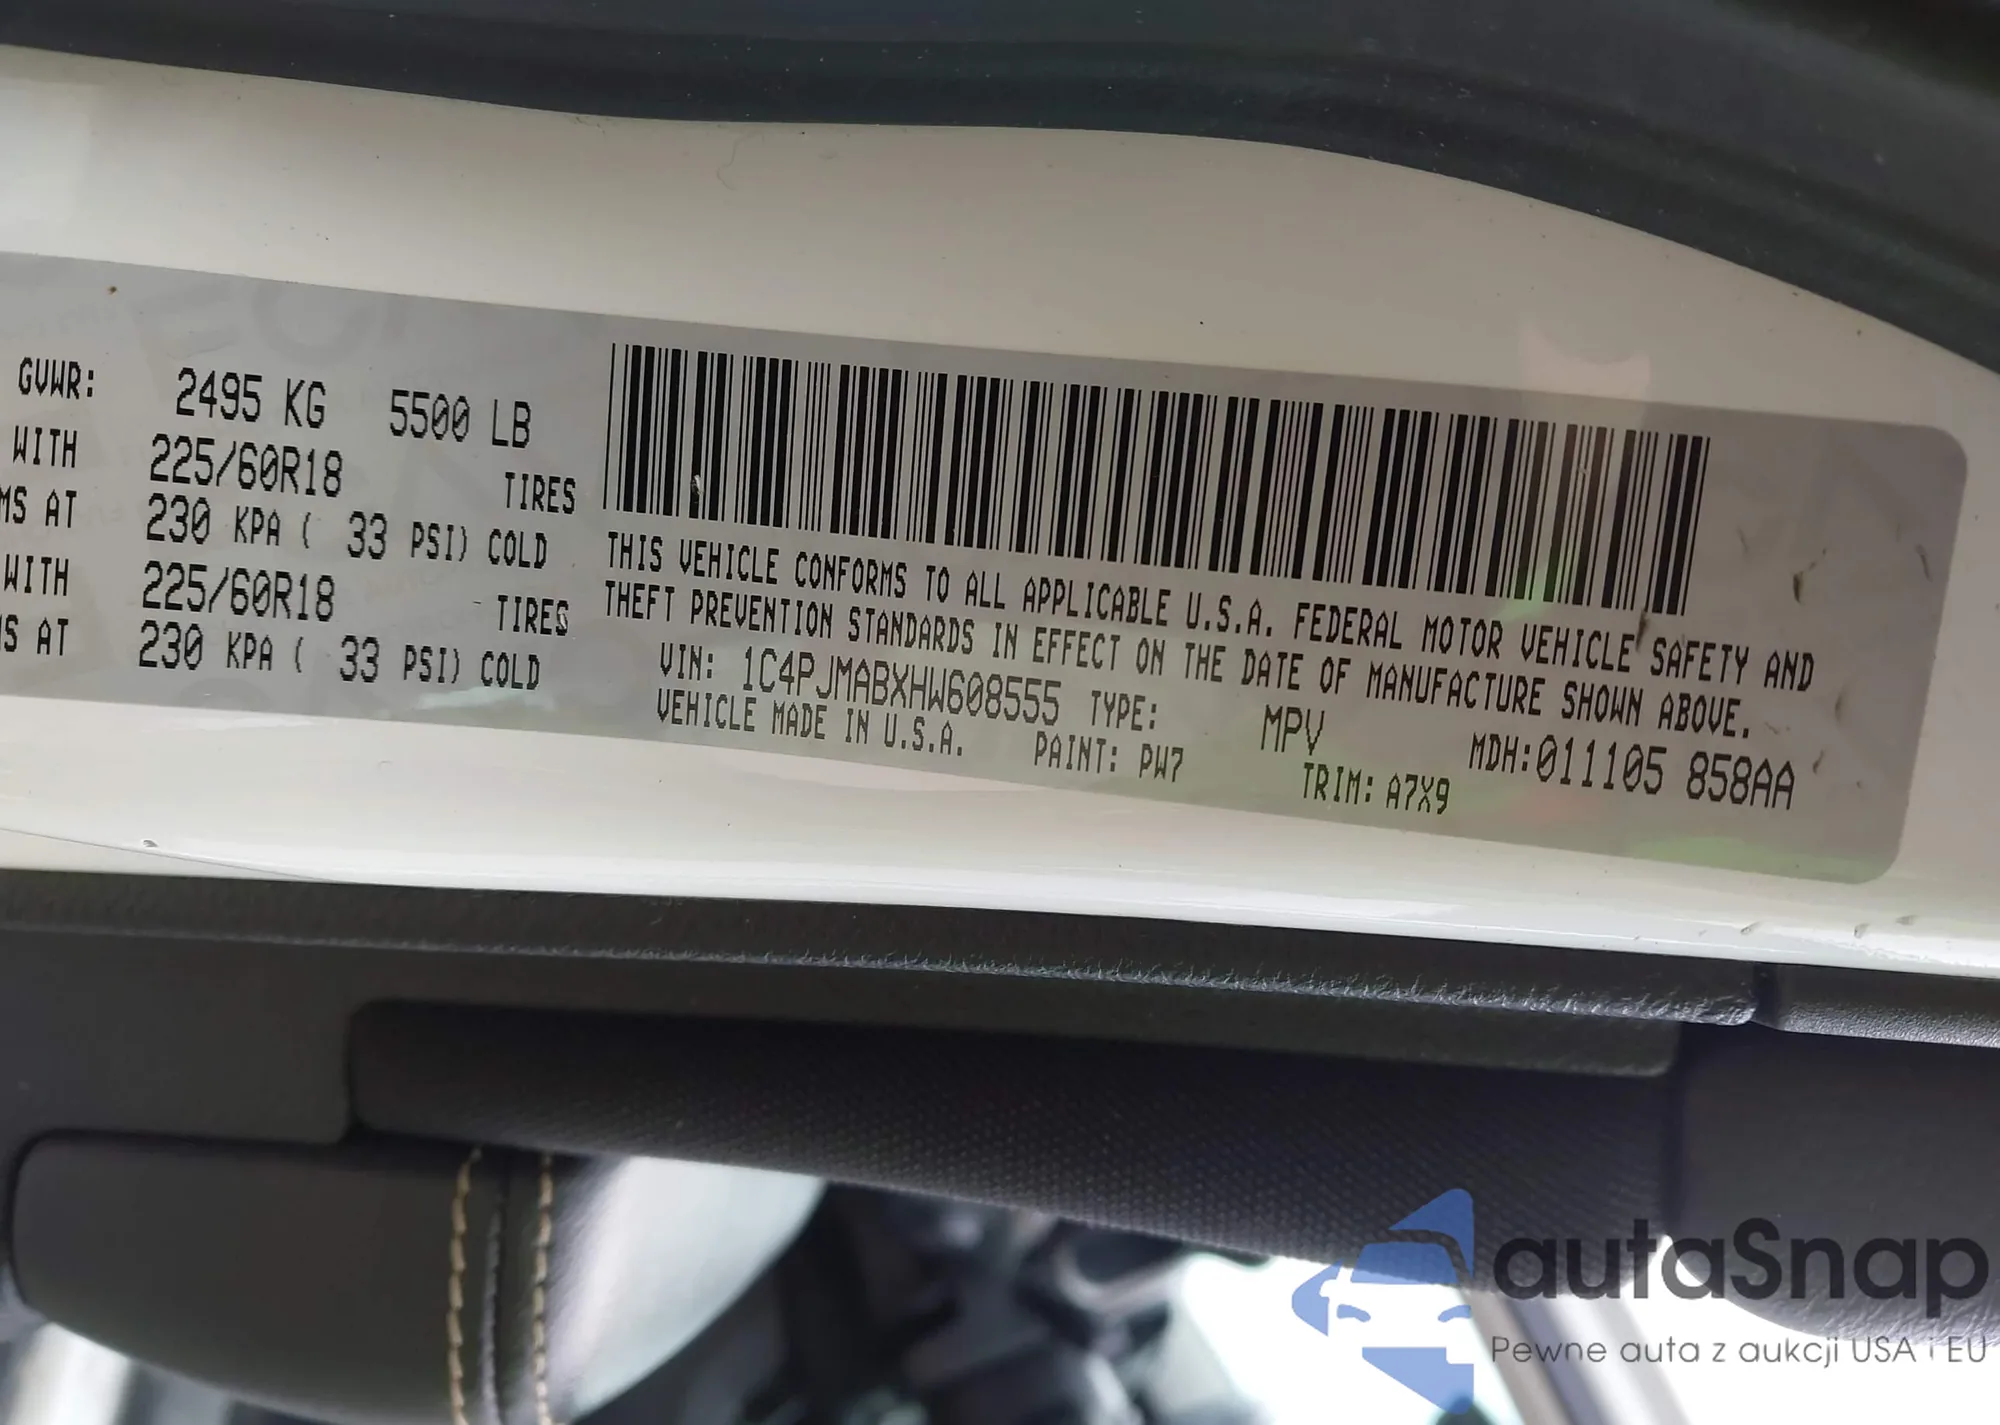 GVWR: 2495 KG 5500 LB
WITH 225/60R18 TIRES
MS AT 230 KPA ( 33 PSI) COLD
WITH 225/60R18 TIRES
MS AT 230 KPA ( 33 PSI) COLD
THIS VEHICLE CONFORMS TO ALL APPLICABLE U.S.A. FEDERAL MOTOR VEHICLE SAFETY AND
THEFT PREVENTION STANDARDS IN EFFECT ON THE DATE OF MANUFACTURE SHOWN ABOVE.
VIN: 1C4PJMABXHW608555 TYPE: MPV MDH:011105 858AA
VEHICLE MADE IN U.S.A. PAINT: PW7 TRIM: A7X9
autaSnap
Pewne auta z aukcji USA i EU